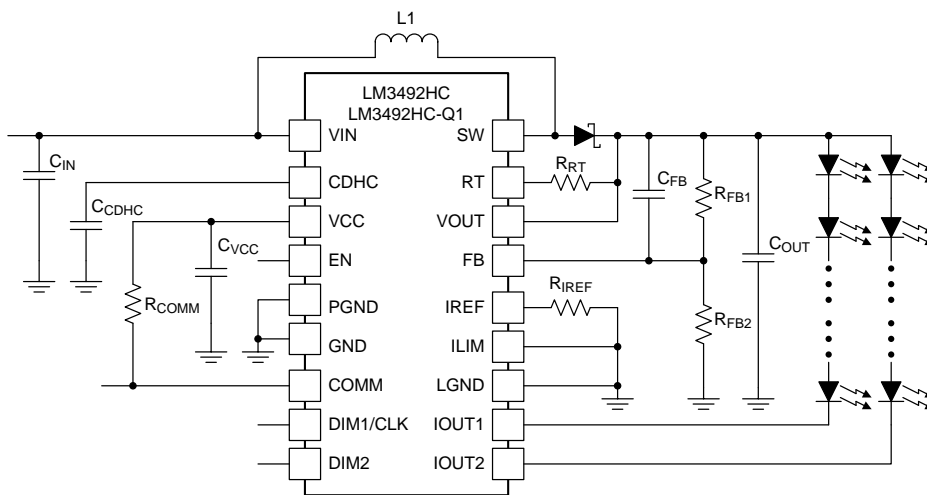 L1
LM3492HC
LM3492HC-Q1
VIN
SW
CIN
CDHC
RT
RRT
CFB
RFB1
CCDHC
VCC
VOUT
CVCC
EN
FB
COUT
RCOMM
PGND
IREF
RIREF
RFB2
GND
ILIM
COMM
LGND
DIM1/CLK
IOUT1
DIM2
IOUT2